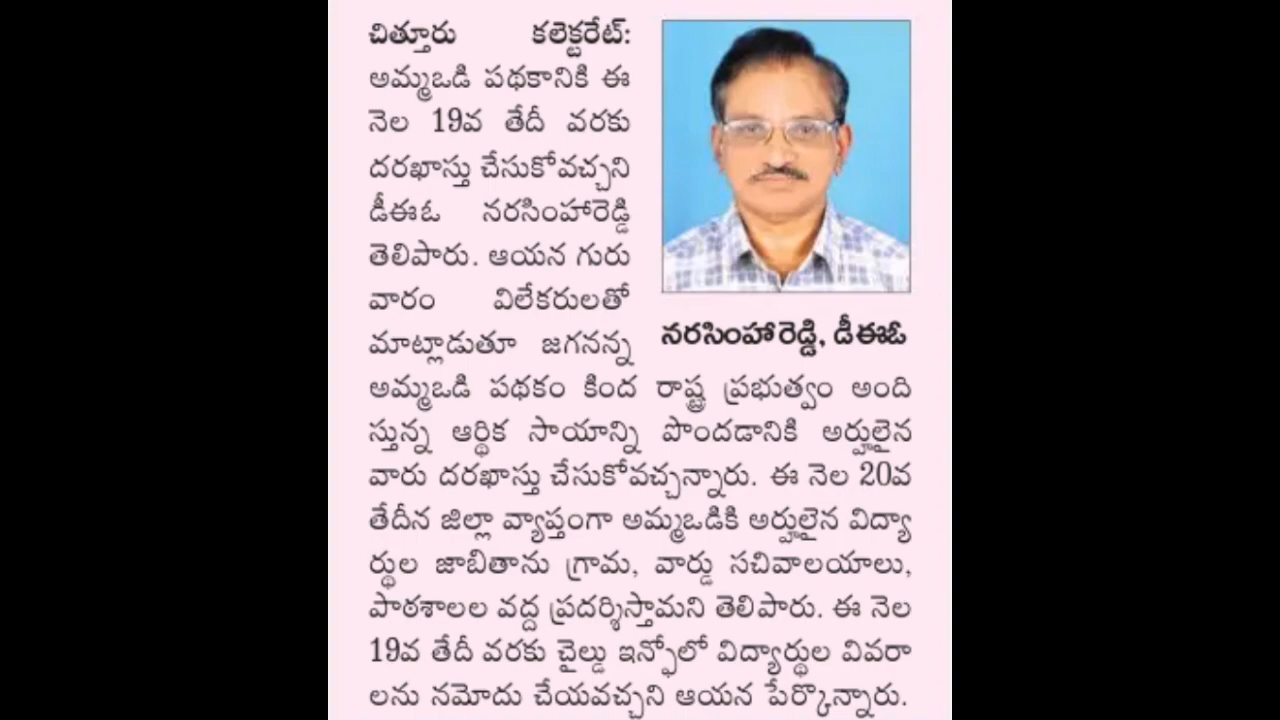 చిత్తూరు కలెక్టరేట్:
అమ్మఒడి పథకానికి ఈ
నెల 19వ తేదీ వరకు
దరఖాస్తు చేసుకోవచ్చని
డీఈఓ నరసింహారెడ్డి
తెలిపారు. ఆయన గురు
వారం విలేకరులతో
మాట్లాడుతూ జగనన్న
నరసింహారెడ్డి, డీఈఓ
అమ్మఒడి పథకం కింద రాష్ట్ర ప్రభుత్వం అంది
స్తున్న ఆర్థిక సాయాన్ని పొందడానికి అర్హులైన
వారు దరఖాస్తు చేసుకోవచ్చన్నారు. ఈ నెల 20వ
తేదీన జిల్లా వ్యాప్తంగా అమ్మఒడికి అర్హులైన విద్యా
ర్థుల జాబితాను గ్రామ, వార్డు సచివాలయాలు,
పాఠశాలల వద్ద ప్రదర్శిస్తామని తెలిపారు. ఈ నెల
19వ తేదీ వరకు చైల్డు ఇన్ఫోలో విద్యార్థుల వివరా
లను నమోదు చేయవచ్చని ఆయన పేర్కొన్నారు.